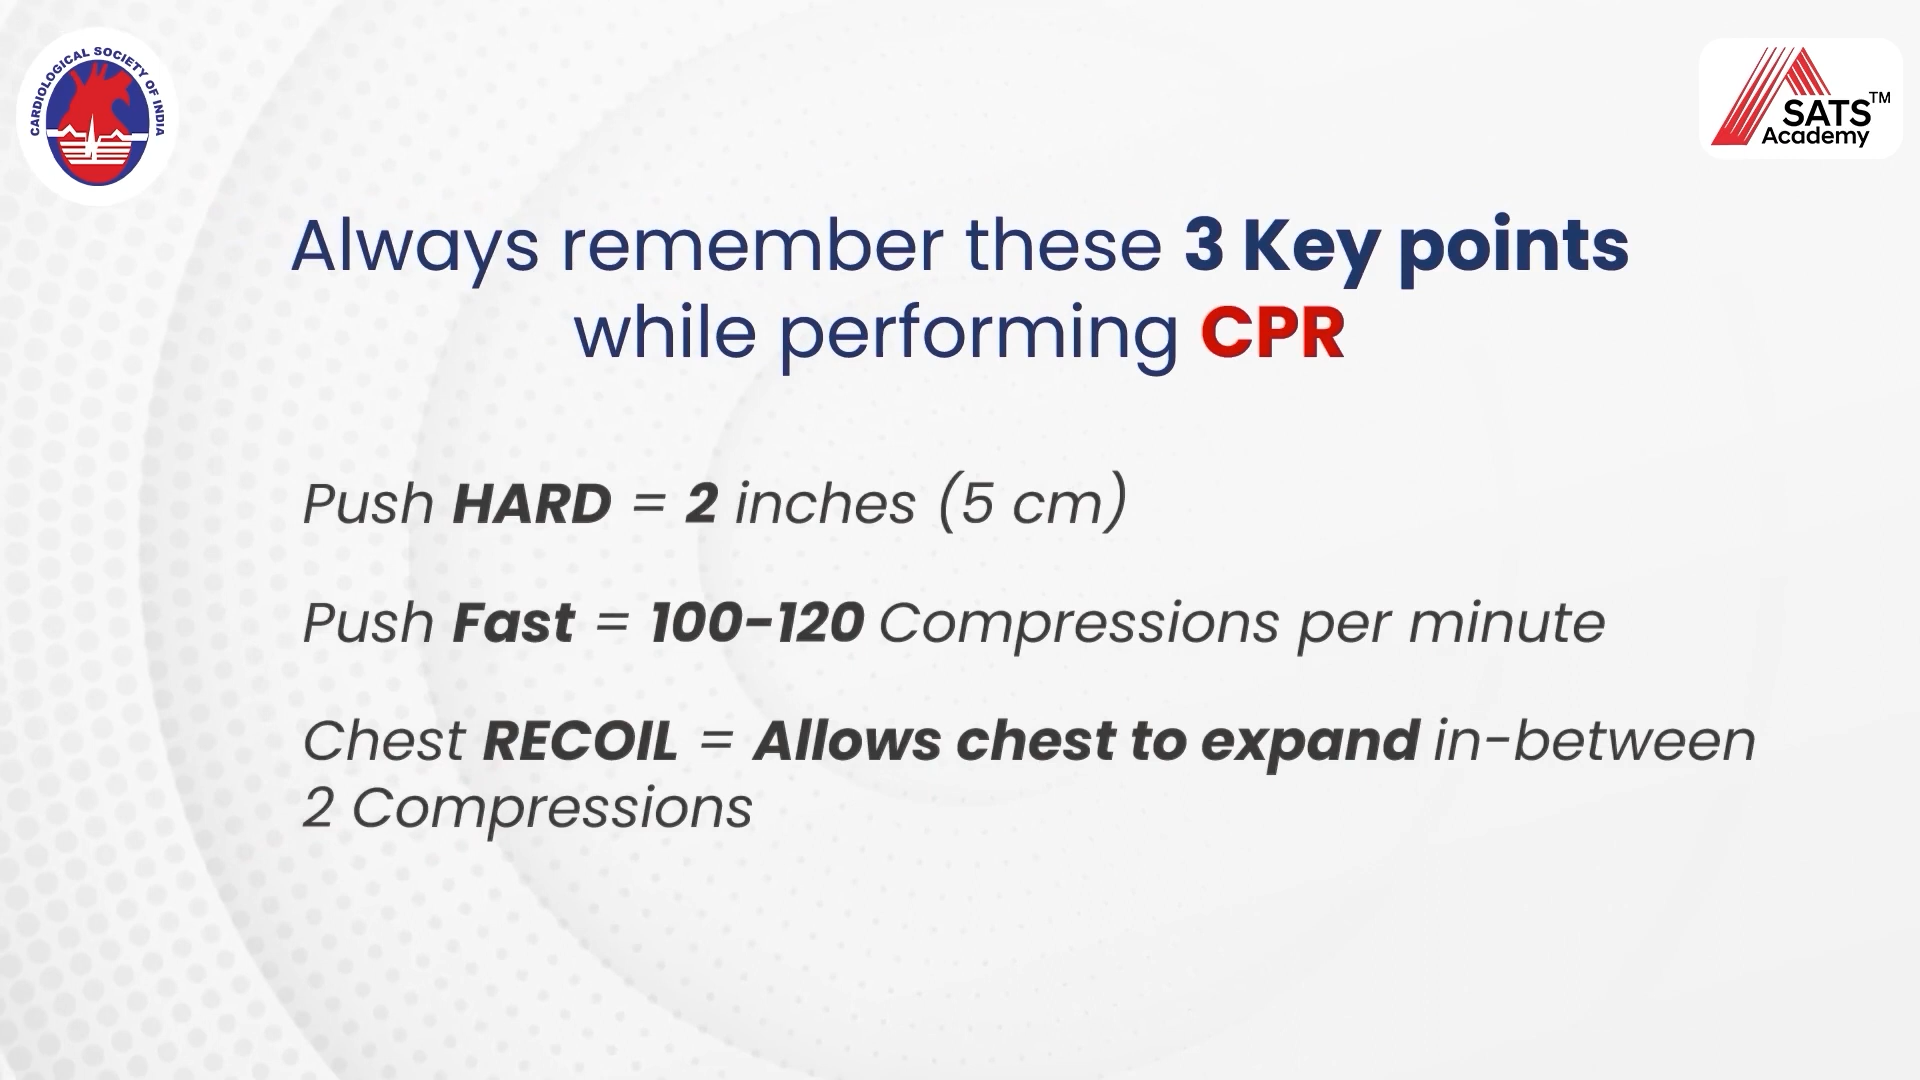 CARDIOLOGICAL SOCIETY OF INDIA
SATS™
Academy
Always remember these 3 Key points
while performing CPR
Push HARD = 2 inches (5 cm)
Push Fast = 100-120 Compressions per minute
Chest RECOIL = Allows chest to expand in-between
2 Compressions